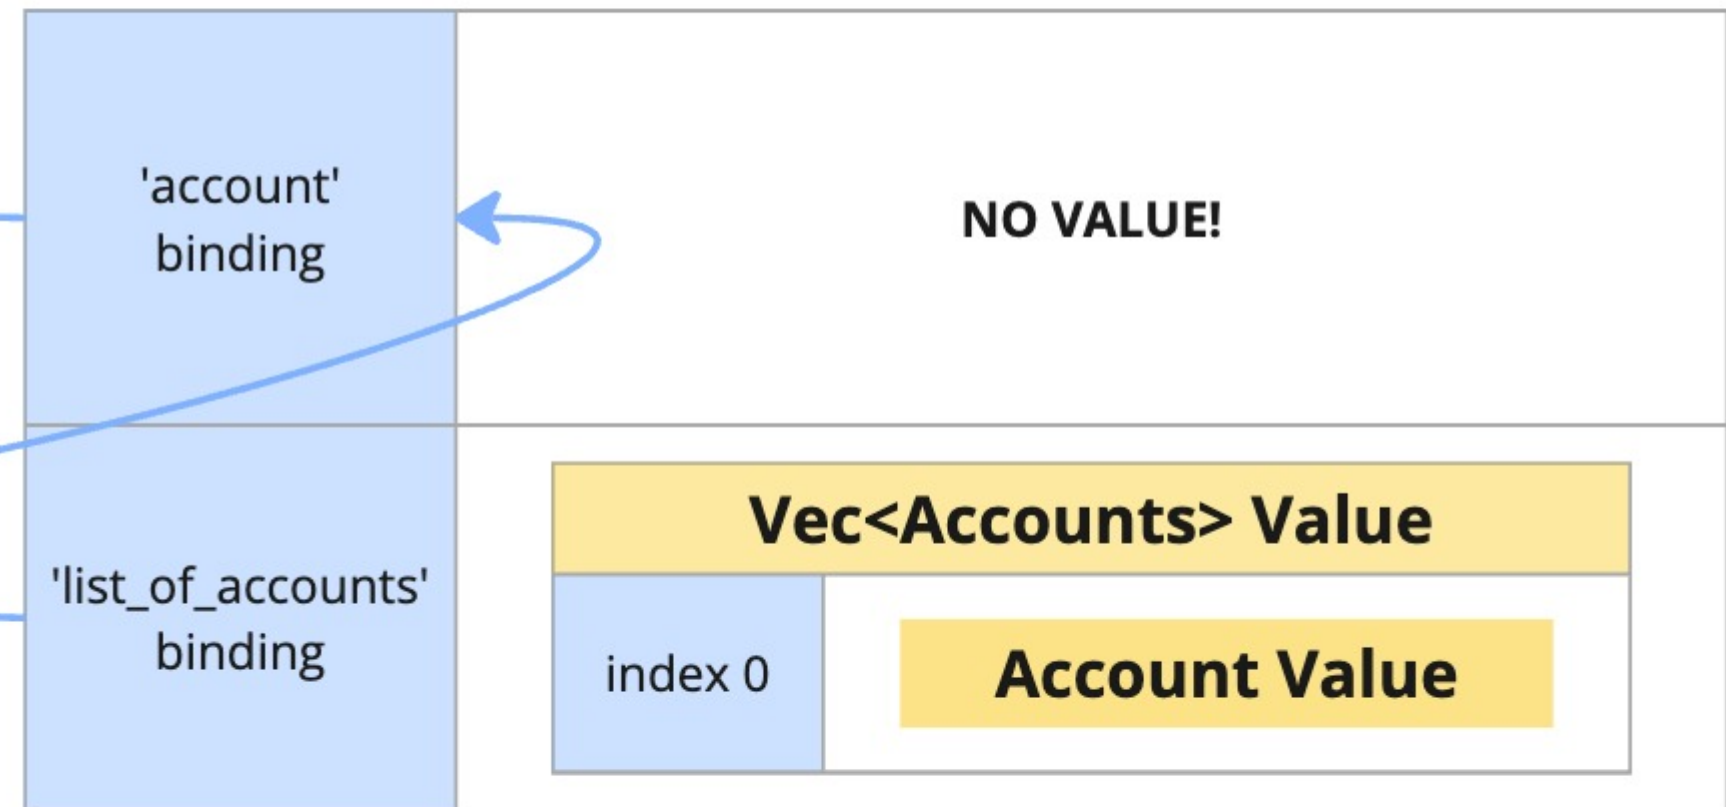 'account'
binding
NO VALUE!
'list_of_accounts'
binding
Vec<Accounts> Value
index 0
Account Value